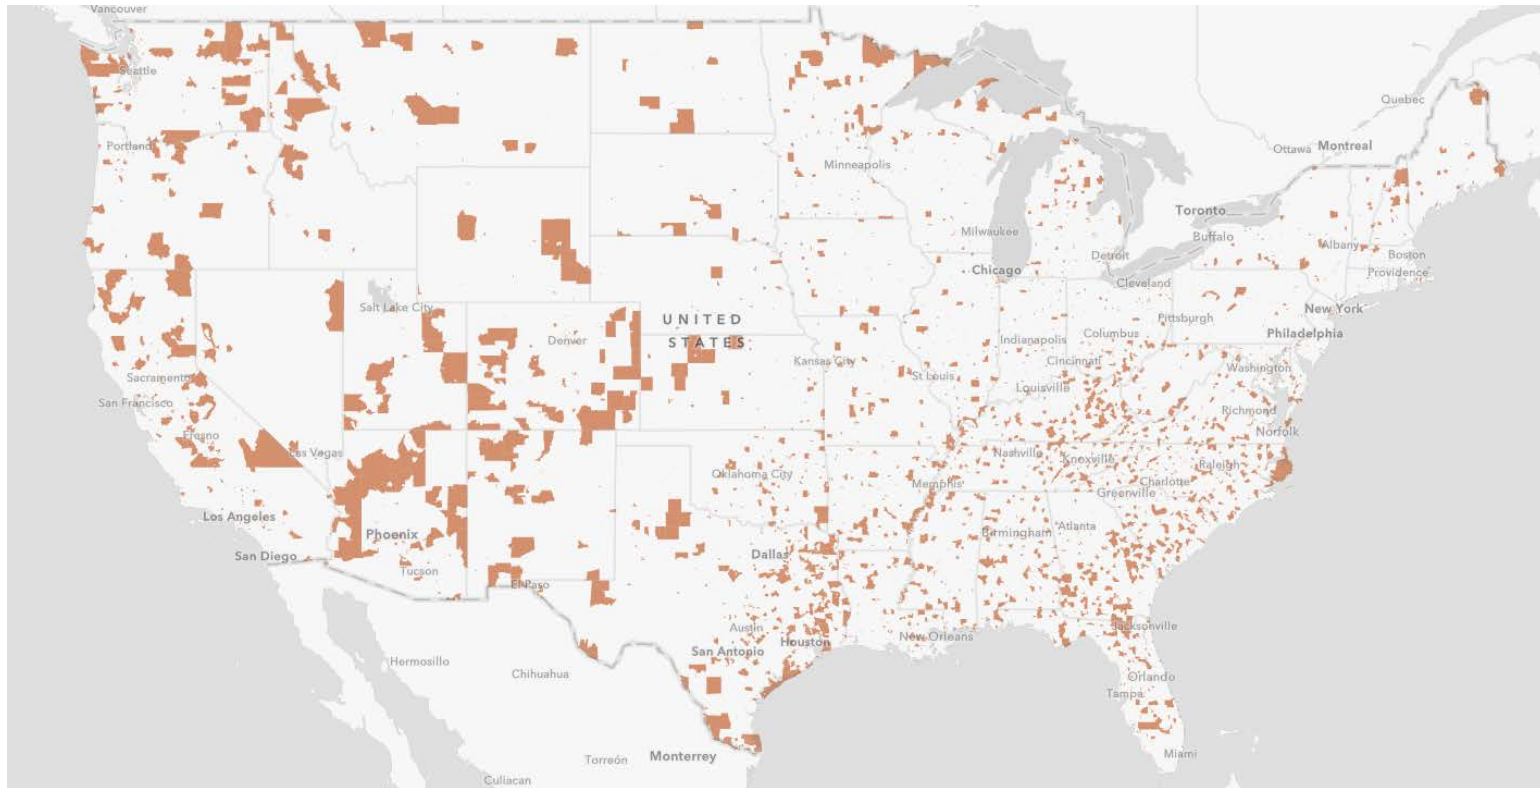 Vancouver
Seattle
Quebec
Portland
Ottawa
Montreal
Minneapolis
Toronto
Milwaukee
Buffalo
Albany
Detroit
Boston
Chicago
Providence
Cleveland
Salt Lake City
New York
UNITED
STATES
Denver
Pittsburgh
Columbus
Philadelphia
Indianapolis
Kansas City
Cincinnati
Washington
Sacramento
St Louis
Louisville
San Francisco
Richmond
Norfolk
Fresno
Las Vegas
Nashville
Knoxville
Raleigh
Oklahoma City
Memphis
Charlotte
Greenville
Los Angeles
Atlanta
Birmingham
Phoenix
San Diego
Dallas
Tucson
El Paso
Austin
Jacksonville
Houston
New Orleans
San Antonio
Hermosillo
Chihuahua
Orlando
Tampa
Monterrey
Torreón
Miami
Culiacan